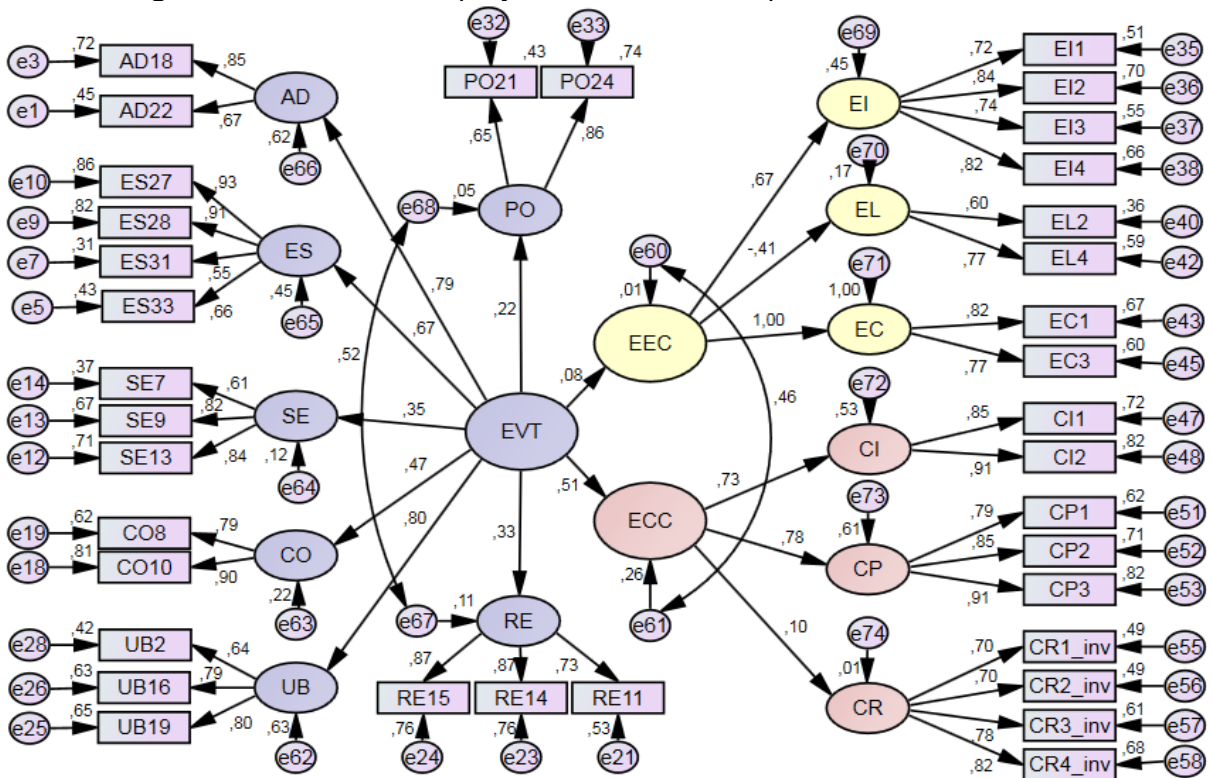 e32
e33
e69
,51
,72
,43
,74
,45
,72
EI1
e35
e3
AD18
,85
PO21
PO24
EI
,84
EI2
,70
e36
,45
AD
,74
EI3
,55
e37
e1
AD22
,67
,65
,86
e70
,82
EI4
,66
e38
,62
e66
,17
,86
,67
e10
ES27
,93
,05
EL
,60
EL2
,36
e40
e68
PO
,82
,91
e60
-,41
,77
EL4
,59
e42
e9
ES28
ES
e71
,31
e7
ES31
,55
,79
,01
1,00
,82
EC1
,67
e43
,43
,45
,22
1,00
EC
e5
ES33
,66
e65
,67
EEC
,77
EC3
,60
e45
,52
,08
e72
,46
,37
e14
SE7
,61
,53
,85
CI1
,72
e47
,67
,35
e13
SE9
,82
SE
EVT
CI
,91
CI2
,82
e48
,71
e12
SE13
,84
,12
,47
,51
,73
e64
e73
ECC
,79
CP1
,62
e51
,62
,80
,33
,61
e19
CO8
,79
CO
,78
,85
CP2
,71
e52
,81
CP
e18
CO10
,90
,22
,26
,91
CP3
,82
e53
e63
,11
,10
e67
RE
e61
e74
,42
e28
UB2
,64
,70
CR1_inv
,49
e55
,87
,87
,73
,01
,63
,79
,70
CR2_inv
,49
e56
e26
UB16
UB
RE15
RE14
RE11
CR
,65
,61
e25
UB19
,80
,63
,76
,76
,53
,78
CR3_inv
e57
e62
e24
e23
e21
,82
CR4_inv
,68
e58